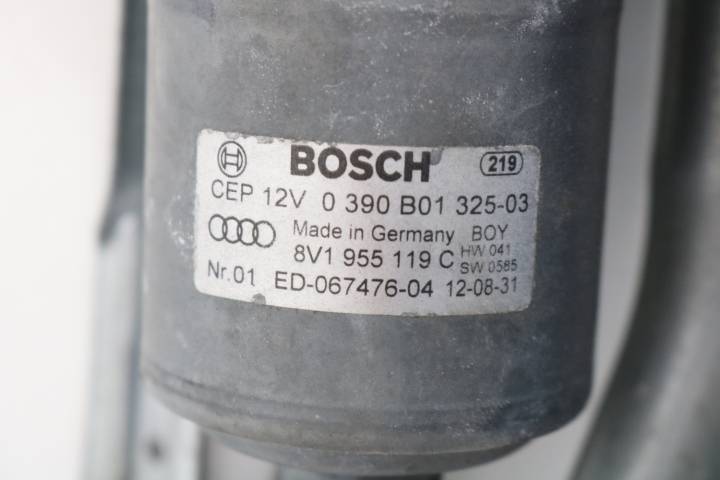 BOSCH 219
CEP 12V 0 390 B01 325-03
Made in Germany BOY
8V1 955 119 C HW 041
SW 0585
Nr.01 ED-067476-04 12-08-31